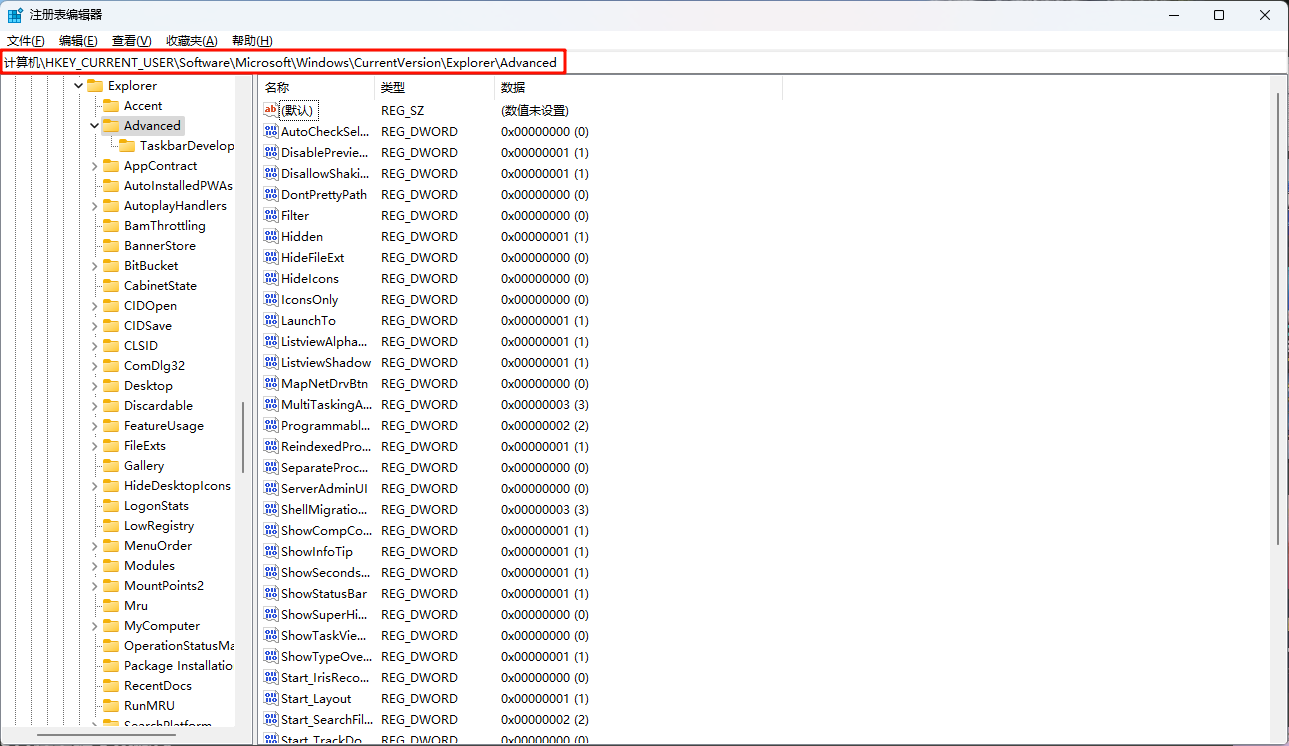 注册表编辑器
文件(F) 编辑(E) 查看(V) 收藏夹(A) 帮助(H)
计算机\HKEY_CURRENT_USER\Software\Microsoft\Windows\CurrentVersion\Explorer\Advanced
Explorer
Accent
Advanced
TaskbarDevelop
AppContract
AutoInstalledPWAs
AutoplayHandlers
BamThrottling
BannerStore
BitBucket
CabinetState
CIDOpen
CIDSave
CLSID
ComDlg32
Desktop
Discardable
FeatureUsage
FileExts
Gallery
HideDesktopIcons
LogonStats
LowRegistry
MenuOrder
Modules
MountPoints2
Mru
MyComputer
OperationStatusMa
Package Installatio
RecentDocs
RunMRU
SearchPlatform
名称 类型 数据
(默认) REG_SZ (数值未设置)
AutoCheckSel... REG_DWORD 0x00000000 (0)
DisablePrevie... REG_DWORD 0x00000001 (1)
DisallowShaki... REG_DWORD 0x00000001 (1)
DontPrettyPath REG_DWORD 0x00000000 (0)
Filter REG_DWORD 0x00000000 (0)
Hidden REG_DWORD 0x00000001 (1)
HideFileExt REG_DWORD 0x00000000 (0)
HideIcons REG_DWORD 0x00000000 (0)
IconsOnly REG_DWORD 0x00000000 (0)
LaunchTo REG_DWORD 0x00000001 (1)
ListviewAlpha... REG_DWORD 0x00000001 (1)
ListviewShadow REG_DWORD 0x00000001 (1)
MapNetDrvBtn REG_DWORD 0x00000000 (0)
MultiTaskingA... REG_DWORD 0x00000003 (3)
Programmabl... REG_DWORD 0x00000002 (2)
ReindexedPro... REG_DWORD 0x00000001 (1)
SeparateProc... REG_DWORD 0x00000000 (0)
ServerAdminUI REG_DWORD 0x00000000 (0)
ShellMigratio... REG_DWORD 0x00000003 (3)
ShowCompCo... REG_DWORD 0x00000001 (1)
ShowInfoTip REG_DWORD 0x00000001 (1)
ShowSeconds... REG_DWORD 0x00000001 (1)
ShowStatusBar REG_DWORD 0x00000001 (1)
ShowSuperHi... REG_DWORD 0x00000000 (0)
ShowTaskVie... REG_DWORD 0x00000000 (0)
ShowTypeOve... REG_DWORD 0x00000001 (1)
Start_IrisReco... REG_DWORD 0x00000000 (0)
Start_Layout REG_DWORD 0x00000001 (1)
Start_SearchFil... REG_DWORD 0x00000002 (2)
Start_TrackDo... REG_DWORD 0x00000000 (0)